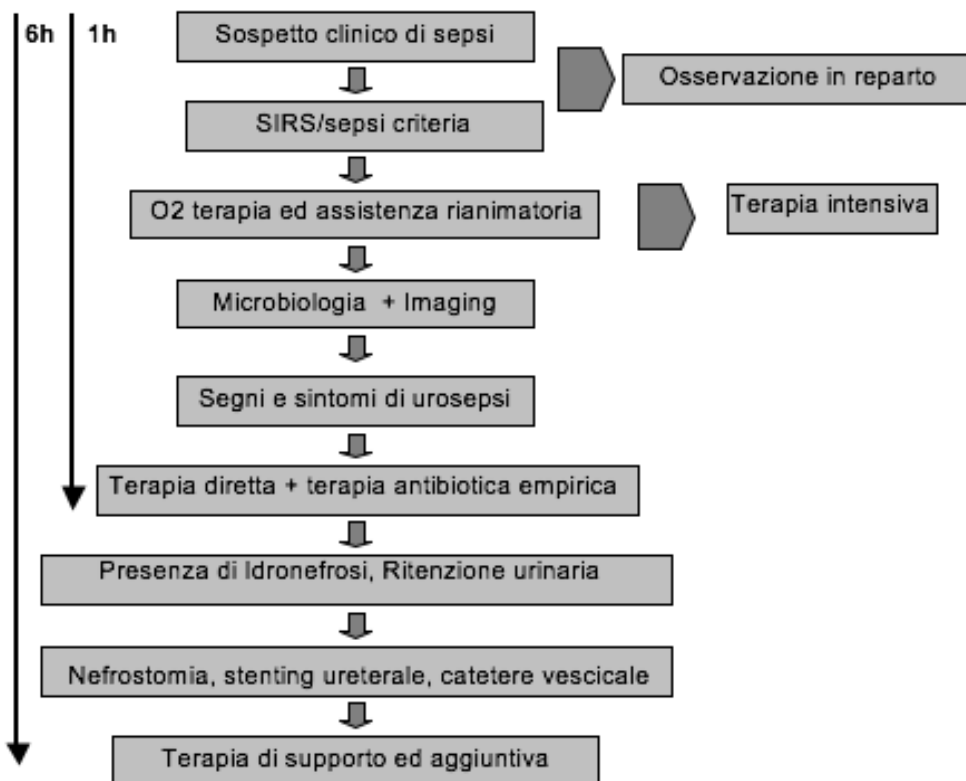 6h
1h
Sospetto clinico di sepsi
Osservazione in reparto
SIRS/sepsi criteria
O2 terapia ed assistenza rianimatoria
Terapia intensiva
Microbiologia + Imaging
Segni e sintomi di urosepsi
Terapia diretta + terapia antibiotica empirica
Presenza di Idronefrosi, Ritenzione urinaria
Nefrostomia, stenting ureterale, catetere vescicale
Terapia di supporto ed aggiuntiva